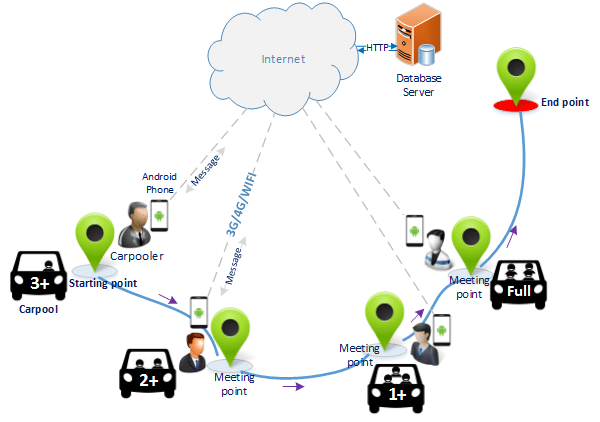 Internet
HTTP
Database
Server
End point
Android
Phone
Message
3G/4G/WIFI
Message
Carpooler
3+
Starting point
Carpool
Meeting
point
Full
Meeting
point
2+
Meeting
point
1+